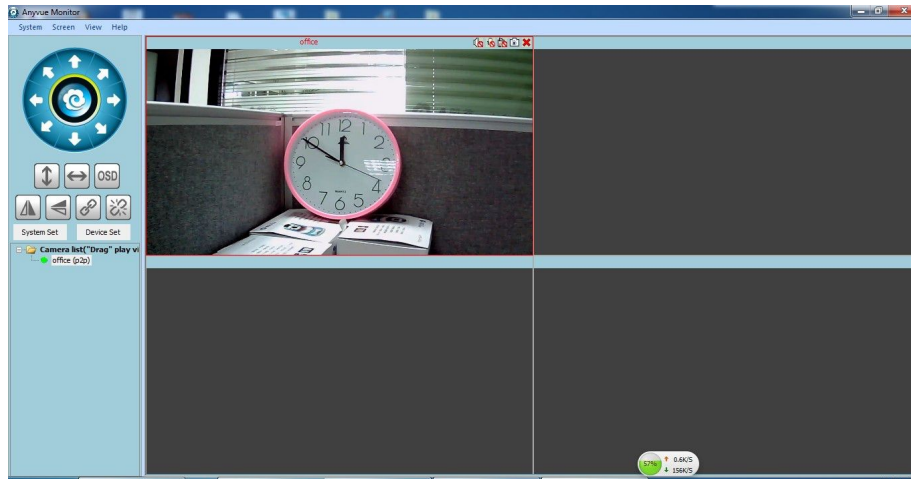 Anyvue Monitor
System Screen View Help
office
11 12 1
10 2
9 3
8 4
7 6 5
OSD
System Set Device Set
Camera list("Drag" play vi
office (p2p)
57% 0.6K/S
156K/S